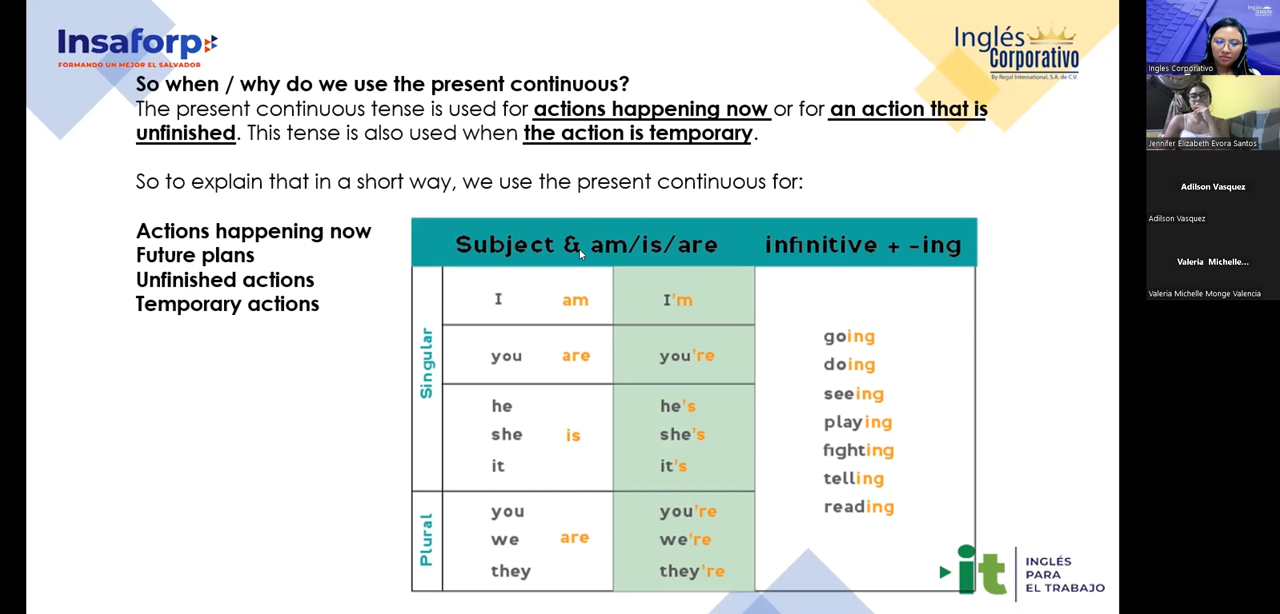 Insaforp
FORMANDO UN MEJOR EL SALVADOR
Inglés
Corporativo
By Regal International, S.A. de C.V.
So when / why do we use the present continuous?
The present continuous tense is used for actions happening now or for an action that is
unfinished. This tense is also used when the action is temporary.
So to explain that in a short way, we use the present continuous for:
Actions happening now
Future plans
Unfinished actions
Temporary actions
Subject & am/is/are infinitive + -ing
Singular
I am I'm
you are you're
he he's
she is she's
it it's
Plural
you you're
we are we're
they they're
going
doing
seeing
playing
fighting
telling
reading
it
INGLÉS
PARA
EL TRABAJO
Ingles Corporativo
Jennifer Elizabeth Evora Santos
Adilson Vasquez
Adilson Vasquez
Valeria Michelle...
Valeria Michelle Monge Valencia